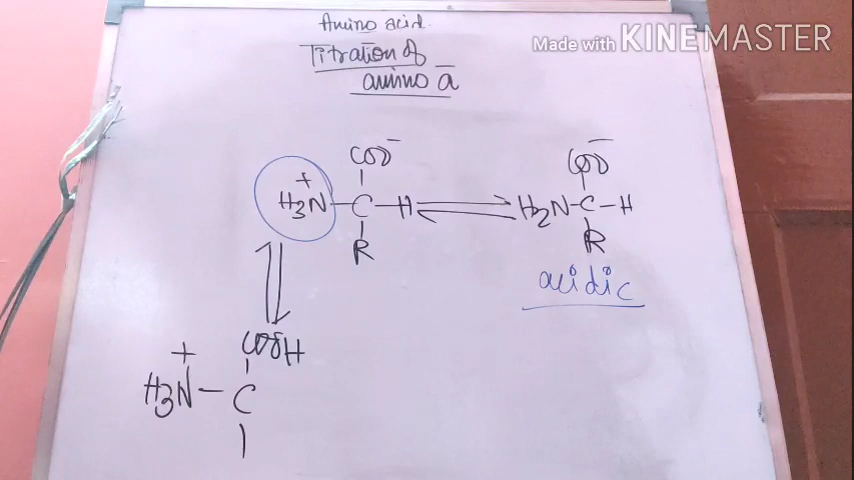 Amino acid.
Titration of
amino a
Made with KINEMASTER
COO⁻
H₃N⁺-C-H ⇌ H₂N-C-H
R
COO⁻
R
acidic
COOH
H₃N⁺-C